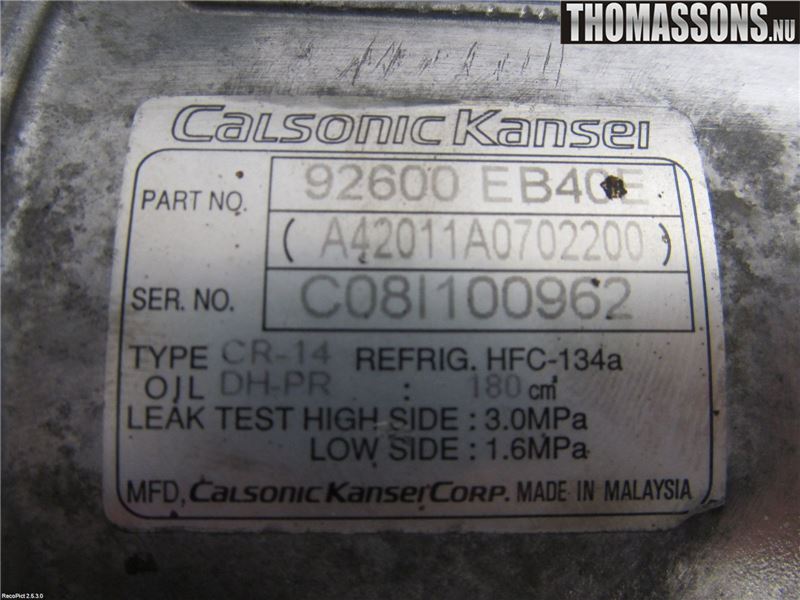 THOMASSONS.NU
CALSONIC KANSEI
PART NO. 92600 EB40E
( A42011A0702200 )
SER. NO. C08I100962
TYPE CR-14 REFRIG. HFC-134a
OIL DH-PR : 180 cm³
LEAK TEST HIGH SIDE : 3.0MPa
LOW SIDE : 1.6MPa
MFD, CALSONIC KANSEI CORP. MADE IN MALAYSIA
RecoPict 2.5.3.0